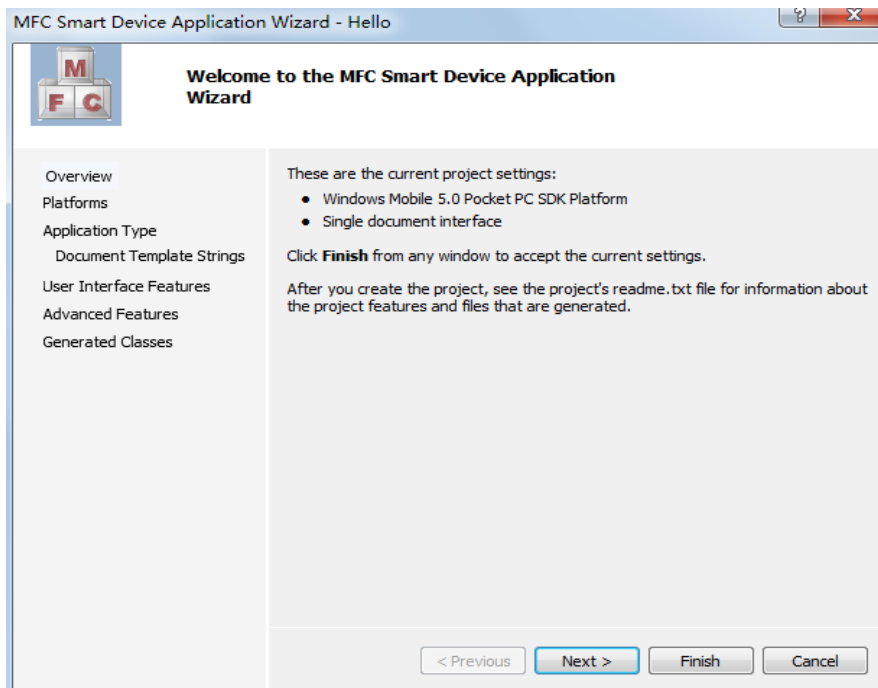 MFC Smart Device Application Wizard - Hello
?
X
M
F C
Welcome to the MFC Smart Device Application
Wizard
Overview
Platforms
Application Type
Document Template Strings
User Interface Features
Advanced Features
Generated Classes
These are the current project settings:
● Windows Mobile 5.0 Pocket PC SDK Platform
● Single document interface
Click Finish from any window to accept the current settings.
After you create the project, see the project's readme.txt file for information about
the project features and files that are generated.
< Previous Next > Finish Cancel